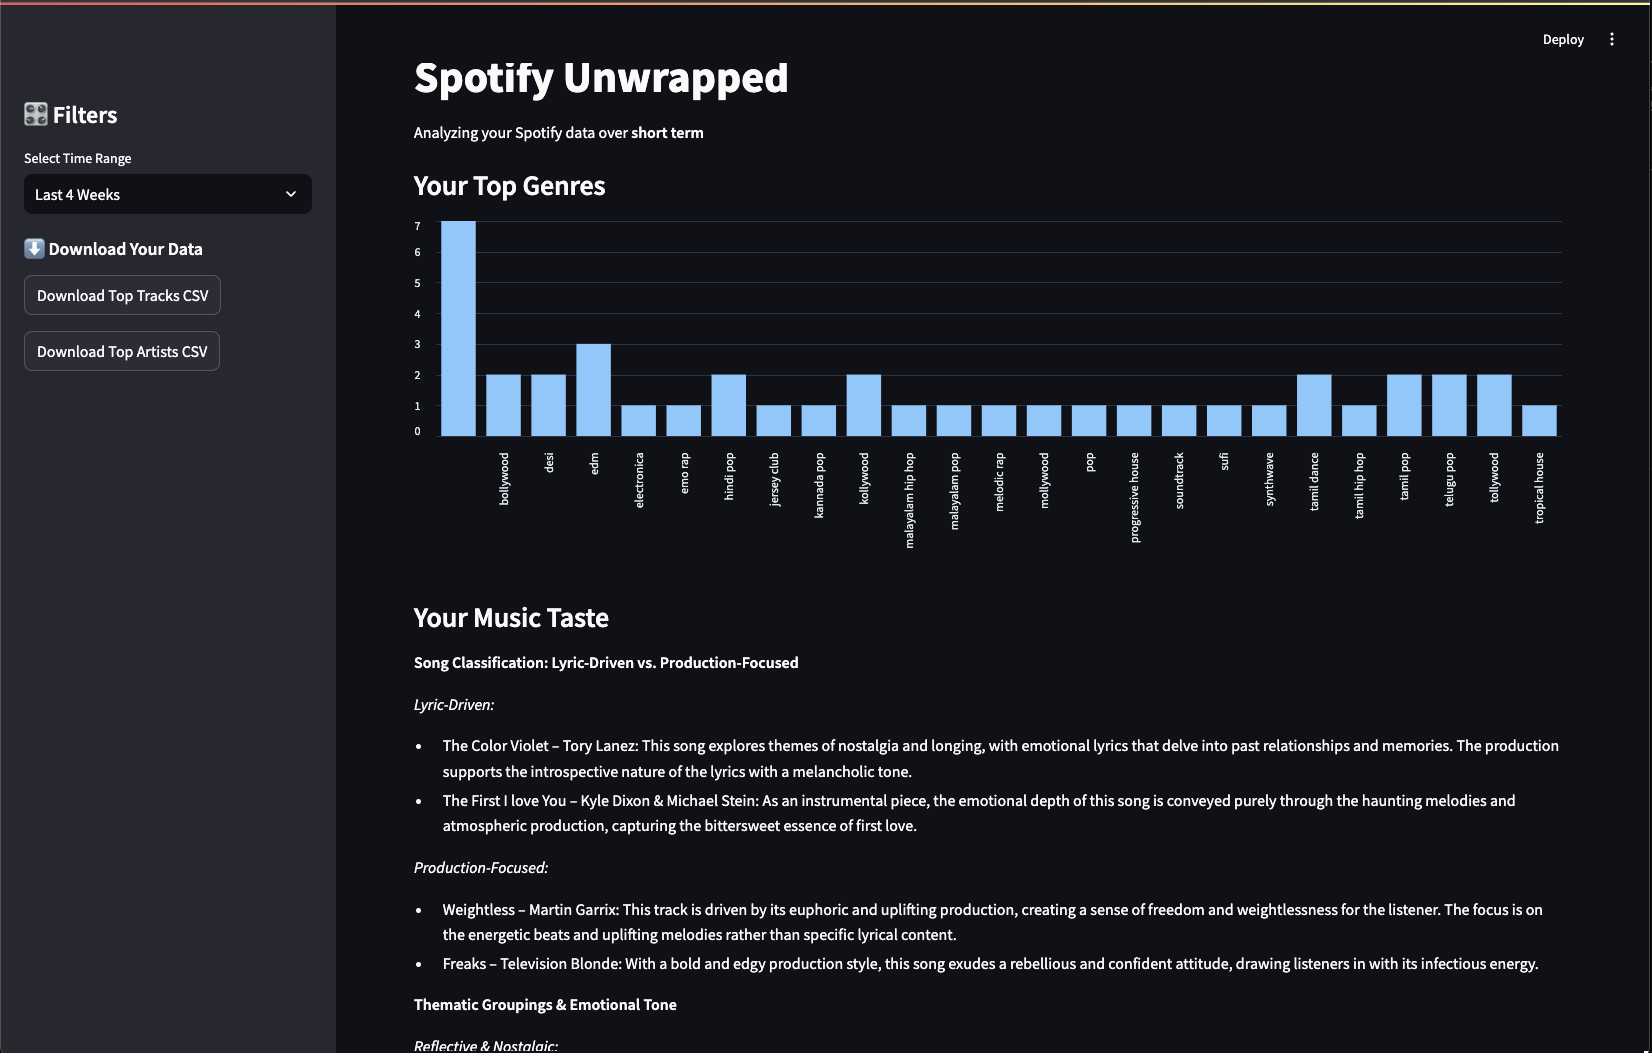 Deploy
Filters
Select Time Range
Last 4 Weeks
Download Your Data
Download Top Tracks CSV
Download Top Artists CSV
Spotify Unwrapped
Analyzing your Spotify data over short term
Your Top Genres
7
6
5
4
3
2
1
0
bollywood
desi
edm
electronica
emo rap
hindi pop
jersey club
kannada pop
kollywood
malayalam hip hop
malayalam pop
melodic rap
mollywood
pop
progressive house
soundtrack
sufi
synthwave
tamil dance
tamil hip hop
tamil pop
telugu pop
tollywood
tropical house
Your Music Taste
Song Classification: Lyric-Driven vs. Production-Focused
Lyric-Driven:
• The Color Violet – Tory Lanez: This song explores themes of nostalgia and longing, with emotional lyrics that delve into past relationships and memories. The production
supports the introspective nature of the lyrics with a melancholic tone.
• The First I love You – Kyle Dixon & Michael Stein: As an instrumental piece, the emotional depth of this song is conveyed purely through the haunting melodies and
atmospheric production, capturing the bittersweet essence of first love.
Production-Focused:
• Weightless – Martin Garrix: This track is driven by its euphoric and uplifting production, creating a sense of freedom and weightlessness for the listener. The focus is on
the energetic beats and uplifting melodies rather than specific lyrical content.
• Freaks – Television Blonde: With a bold and edgy production style, this song exudes a rebellious and confident attitude, drawing listeners in with its infectious energy.
Thematic Groupings & Emotional Tone
Reflective & Nostalgic: